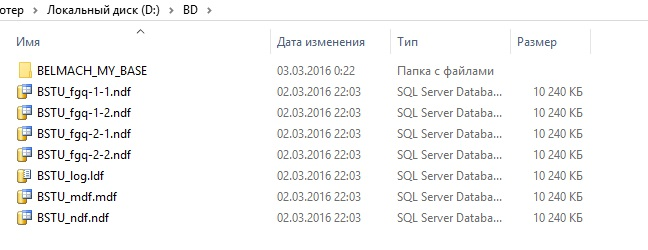 ютер › Локальный диск (D:) › BD ›
Имя Дата изменения Тип Размер
BELMACH_MY_BASE 03.03.2016 0:22 Папка с файлами
BSTU_fgq-1-1.ndf 02.03.2016 22:03 SQL Server Databa... 10 240 КБ
BSTU_fgq-1-2.ndf 02.03.2016 22:03 SQL Server Databa... 10 240 КБ
BSTU_fgq-2-1.ndf 02.03.2016 22:03 SQL Server Databa... 10 240 КБ
BSTU_fgq-2-2.ndf 02.03.2016 22:03 SQL Server Databa... 10 240 КБ
BSTU_log.ldf 02.03.2016 22:03 SQL Server Databa... 10 240 КБ
BSTU_mdf.mdf 02.03.2016 22:03 SQL Server Databa... 10 240 КБ
BSTU_ndf.ndf 02.03.2016 22:03 SQL Server Databa... 10 240 КБ